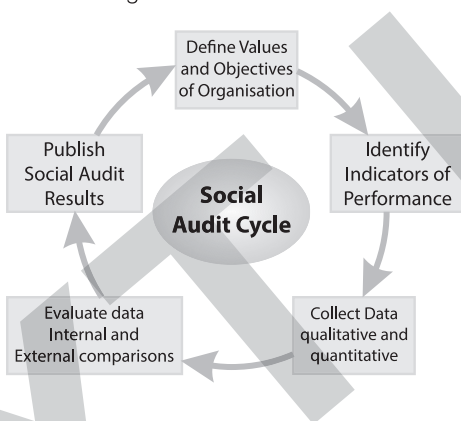 Define Values
and Objectives
of Organisation
Identify
Indicators of
Performance
Collect Data
qualitative and
quantitative
Evaluate data
Internal and
External comparisons
Publish
Social Audit
Results
Social
Audit Cycle